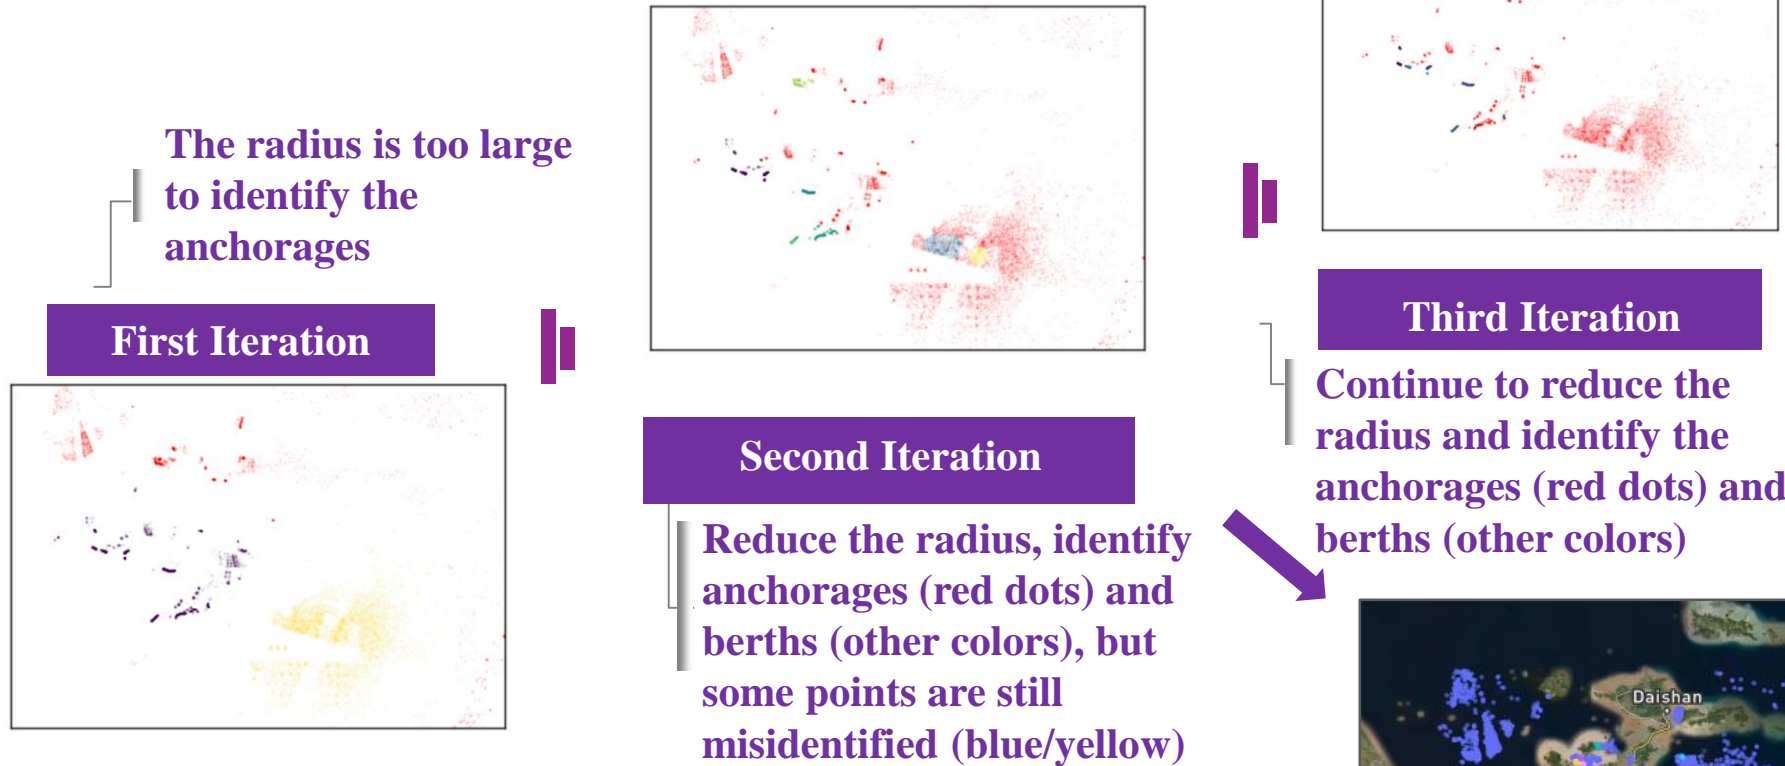 The radius is too large
to identify the
anchorages
First Iteration
Second Iteration
Reduce the radius, identify
anchorages (red dots) and
berths (other colors), but
some points are still
misidentified (blue/yellow)
Third Iteration
Continue to reduce the
radius and identify the
anchorages (red dots) and
berths (other colors)
Daishan